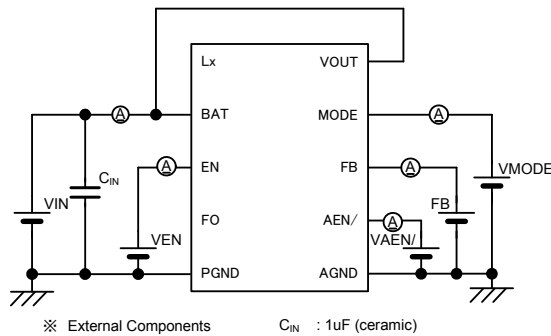 Lx VOUT
A BAT MODE A
EN A FB A VMODE
VIN CIN FO AEN/ A FB
VEN VAEN/
PGND AGND
※ External Components CIN : 1uF (ceramic)